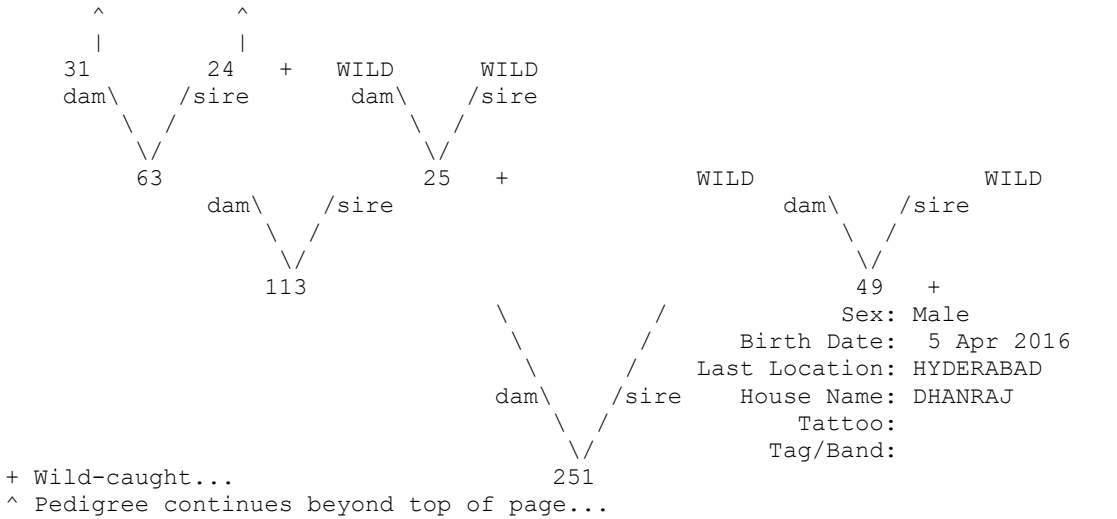 ^ ^
| |
31 24 + WILD WILD
dam\ /sire dam\ /sire
\ / \ /
\/ \/
63 25 + WILD WILD
dam\ /sire dam\ /sire
\ / \ /
\/ \/
113 49 +
\ / Sex: Male
\ / Birth Date: 5 Apr 2016
\ / Last Location: HYDERABAD
dam\ /sire House Name: DHANRAJ
\ / Tattoo:
\/ Tag/Band:
+ Wild-caught... 251
^ Pedigree continues beyond top of page...